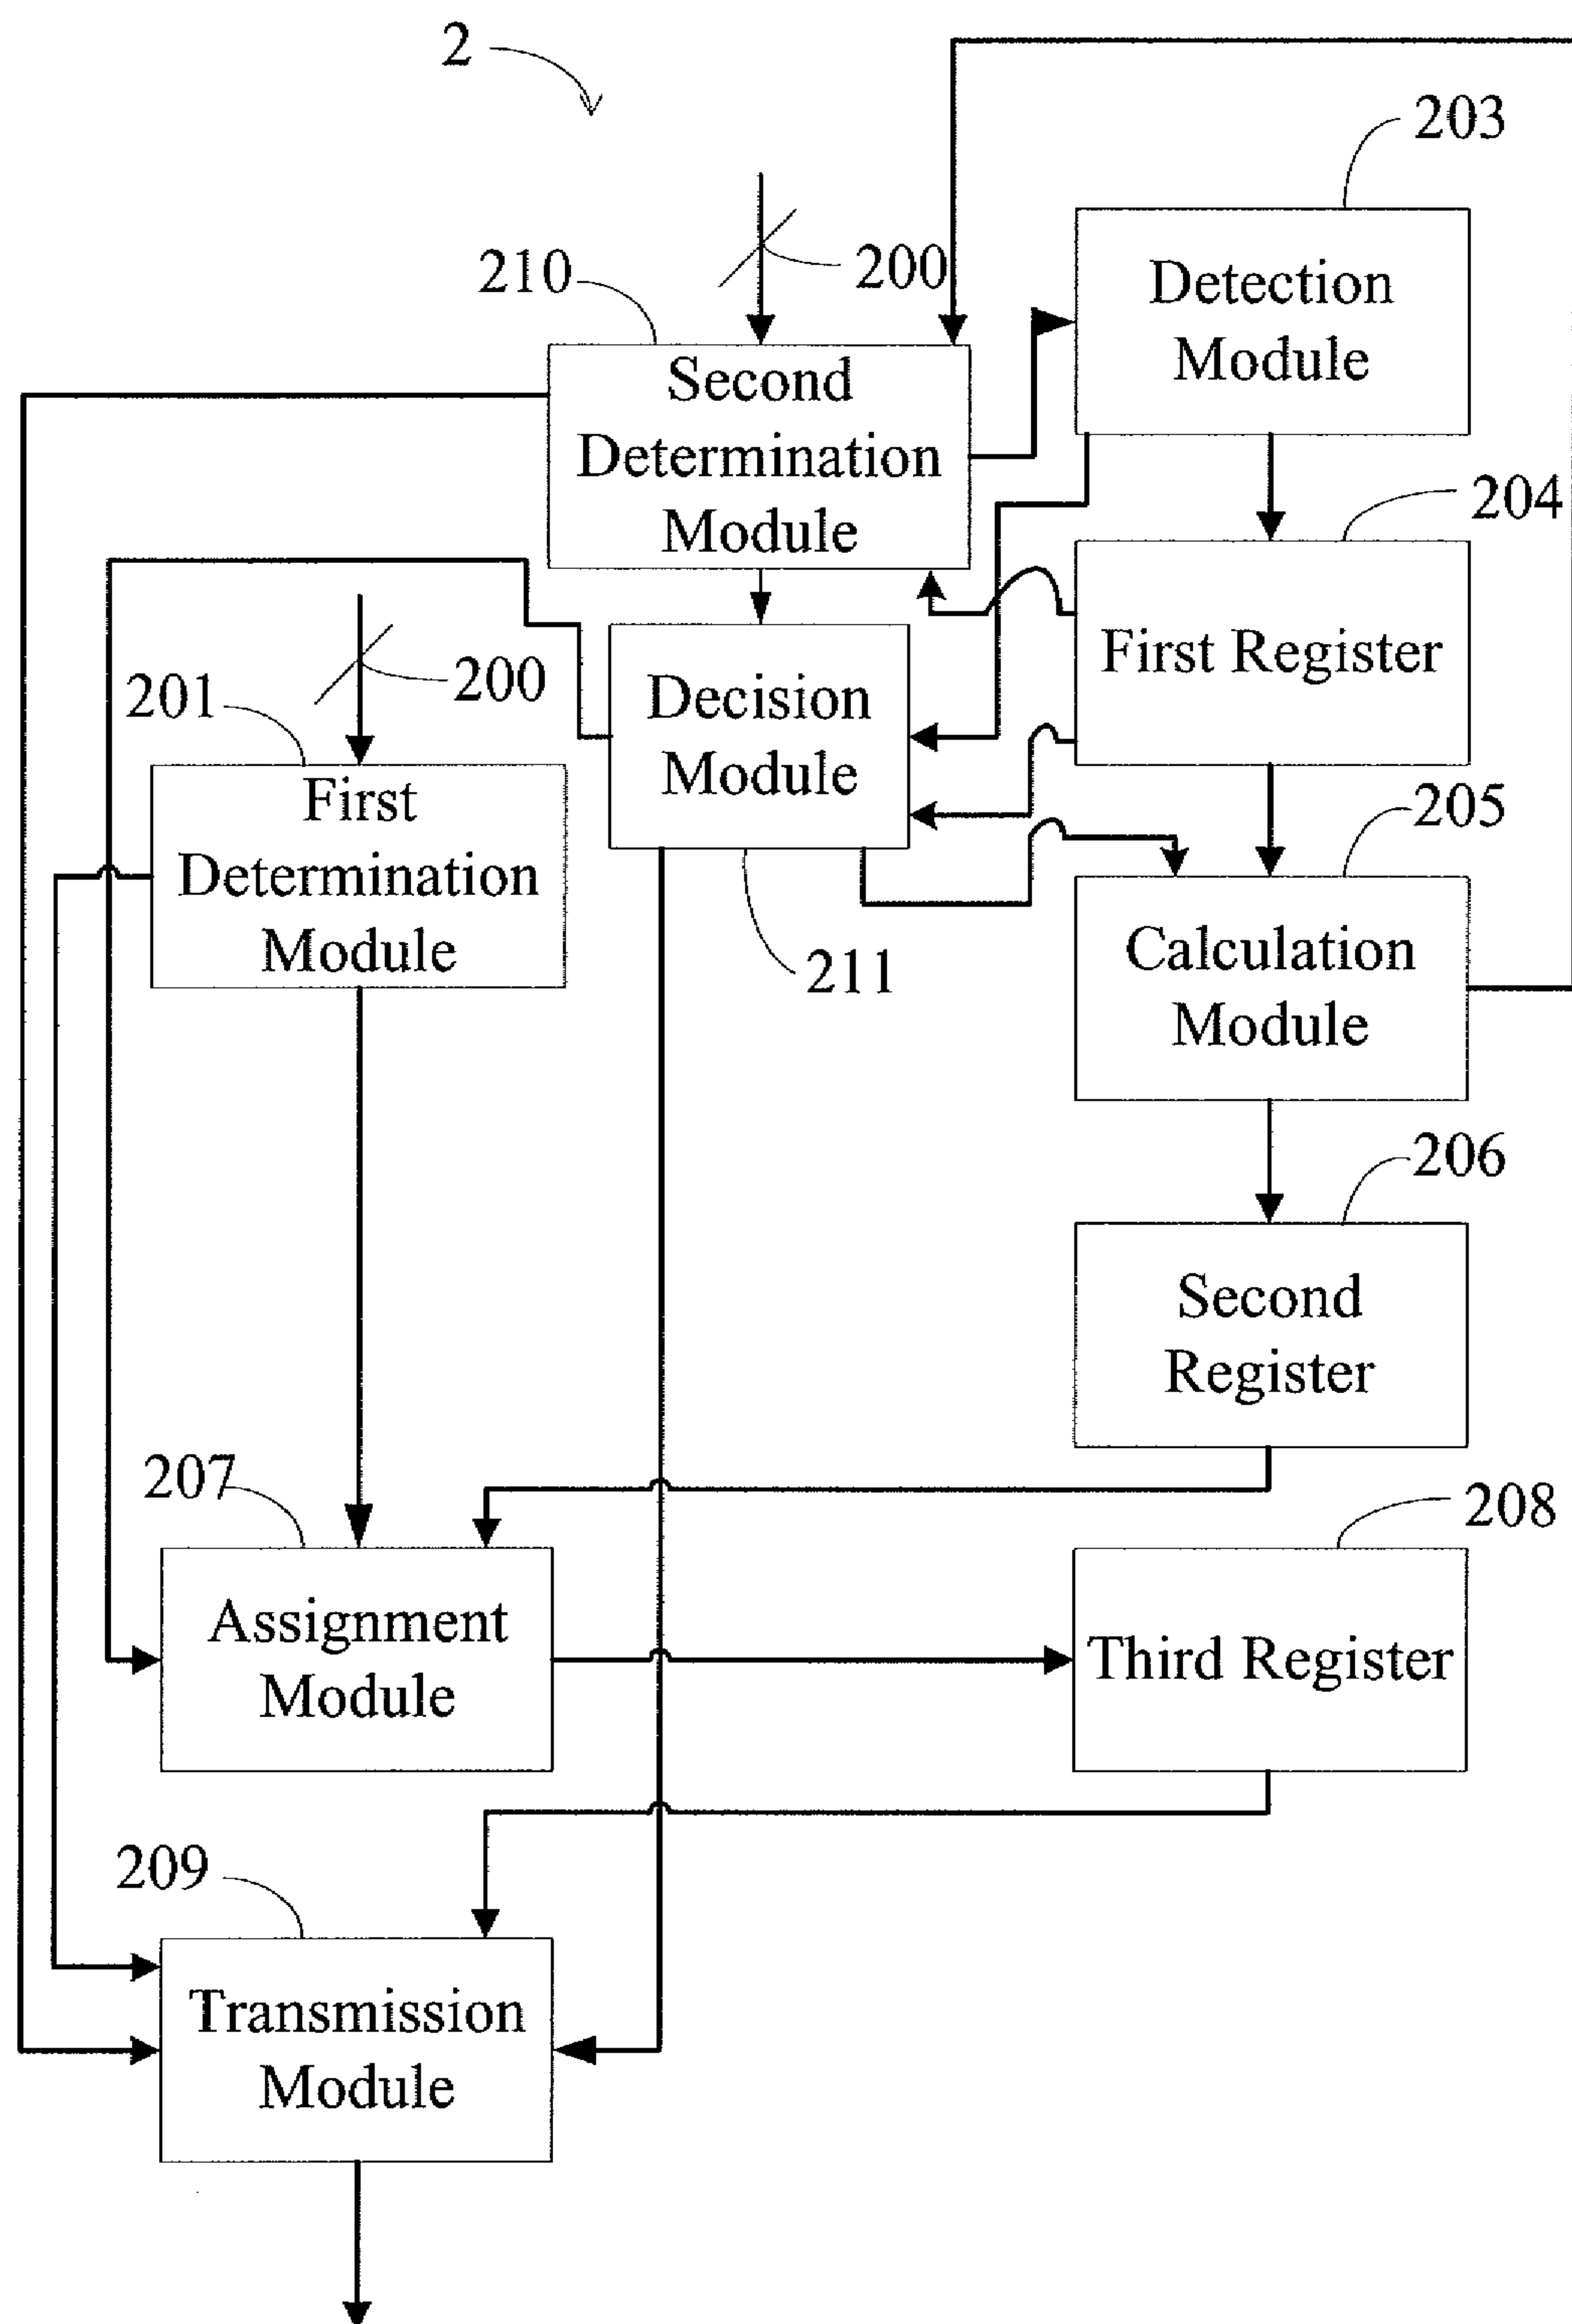 2
203
200
210
Detection
Module
Second
Determination
Module
204
First Register
200
201
Decision
Module
First
Determination
Module
205
211
Calculation
Module
206
Second
Register
207
208
Assignment
Module
Third Register
209
Transmission
Module